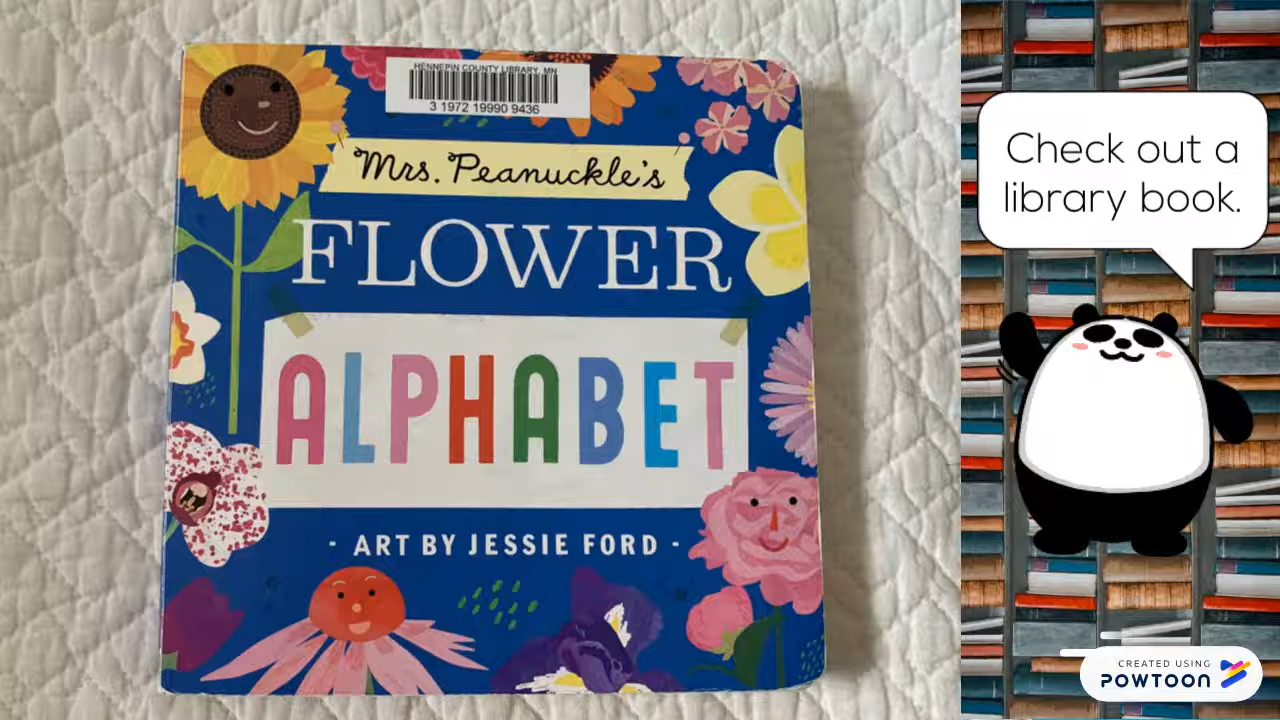 HENNEPIN COUNTY LIBRARY, MN
3 1972 19990 9436
Mrs. Peanuckle's
FLOWER
ALPHABET
- ART BY JESSIE FORD -
Check out a
library book.
CREATED USING
POWTOON